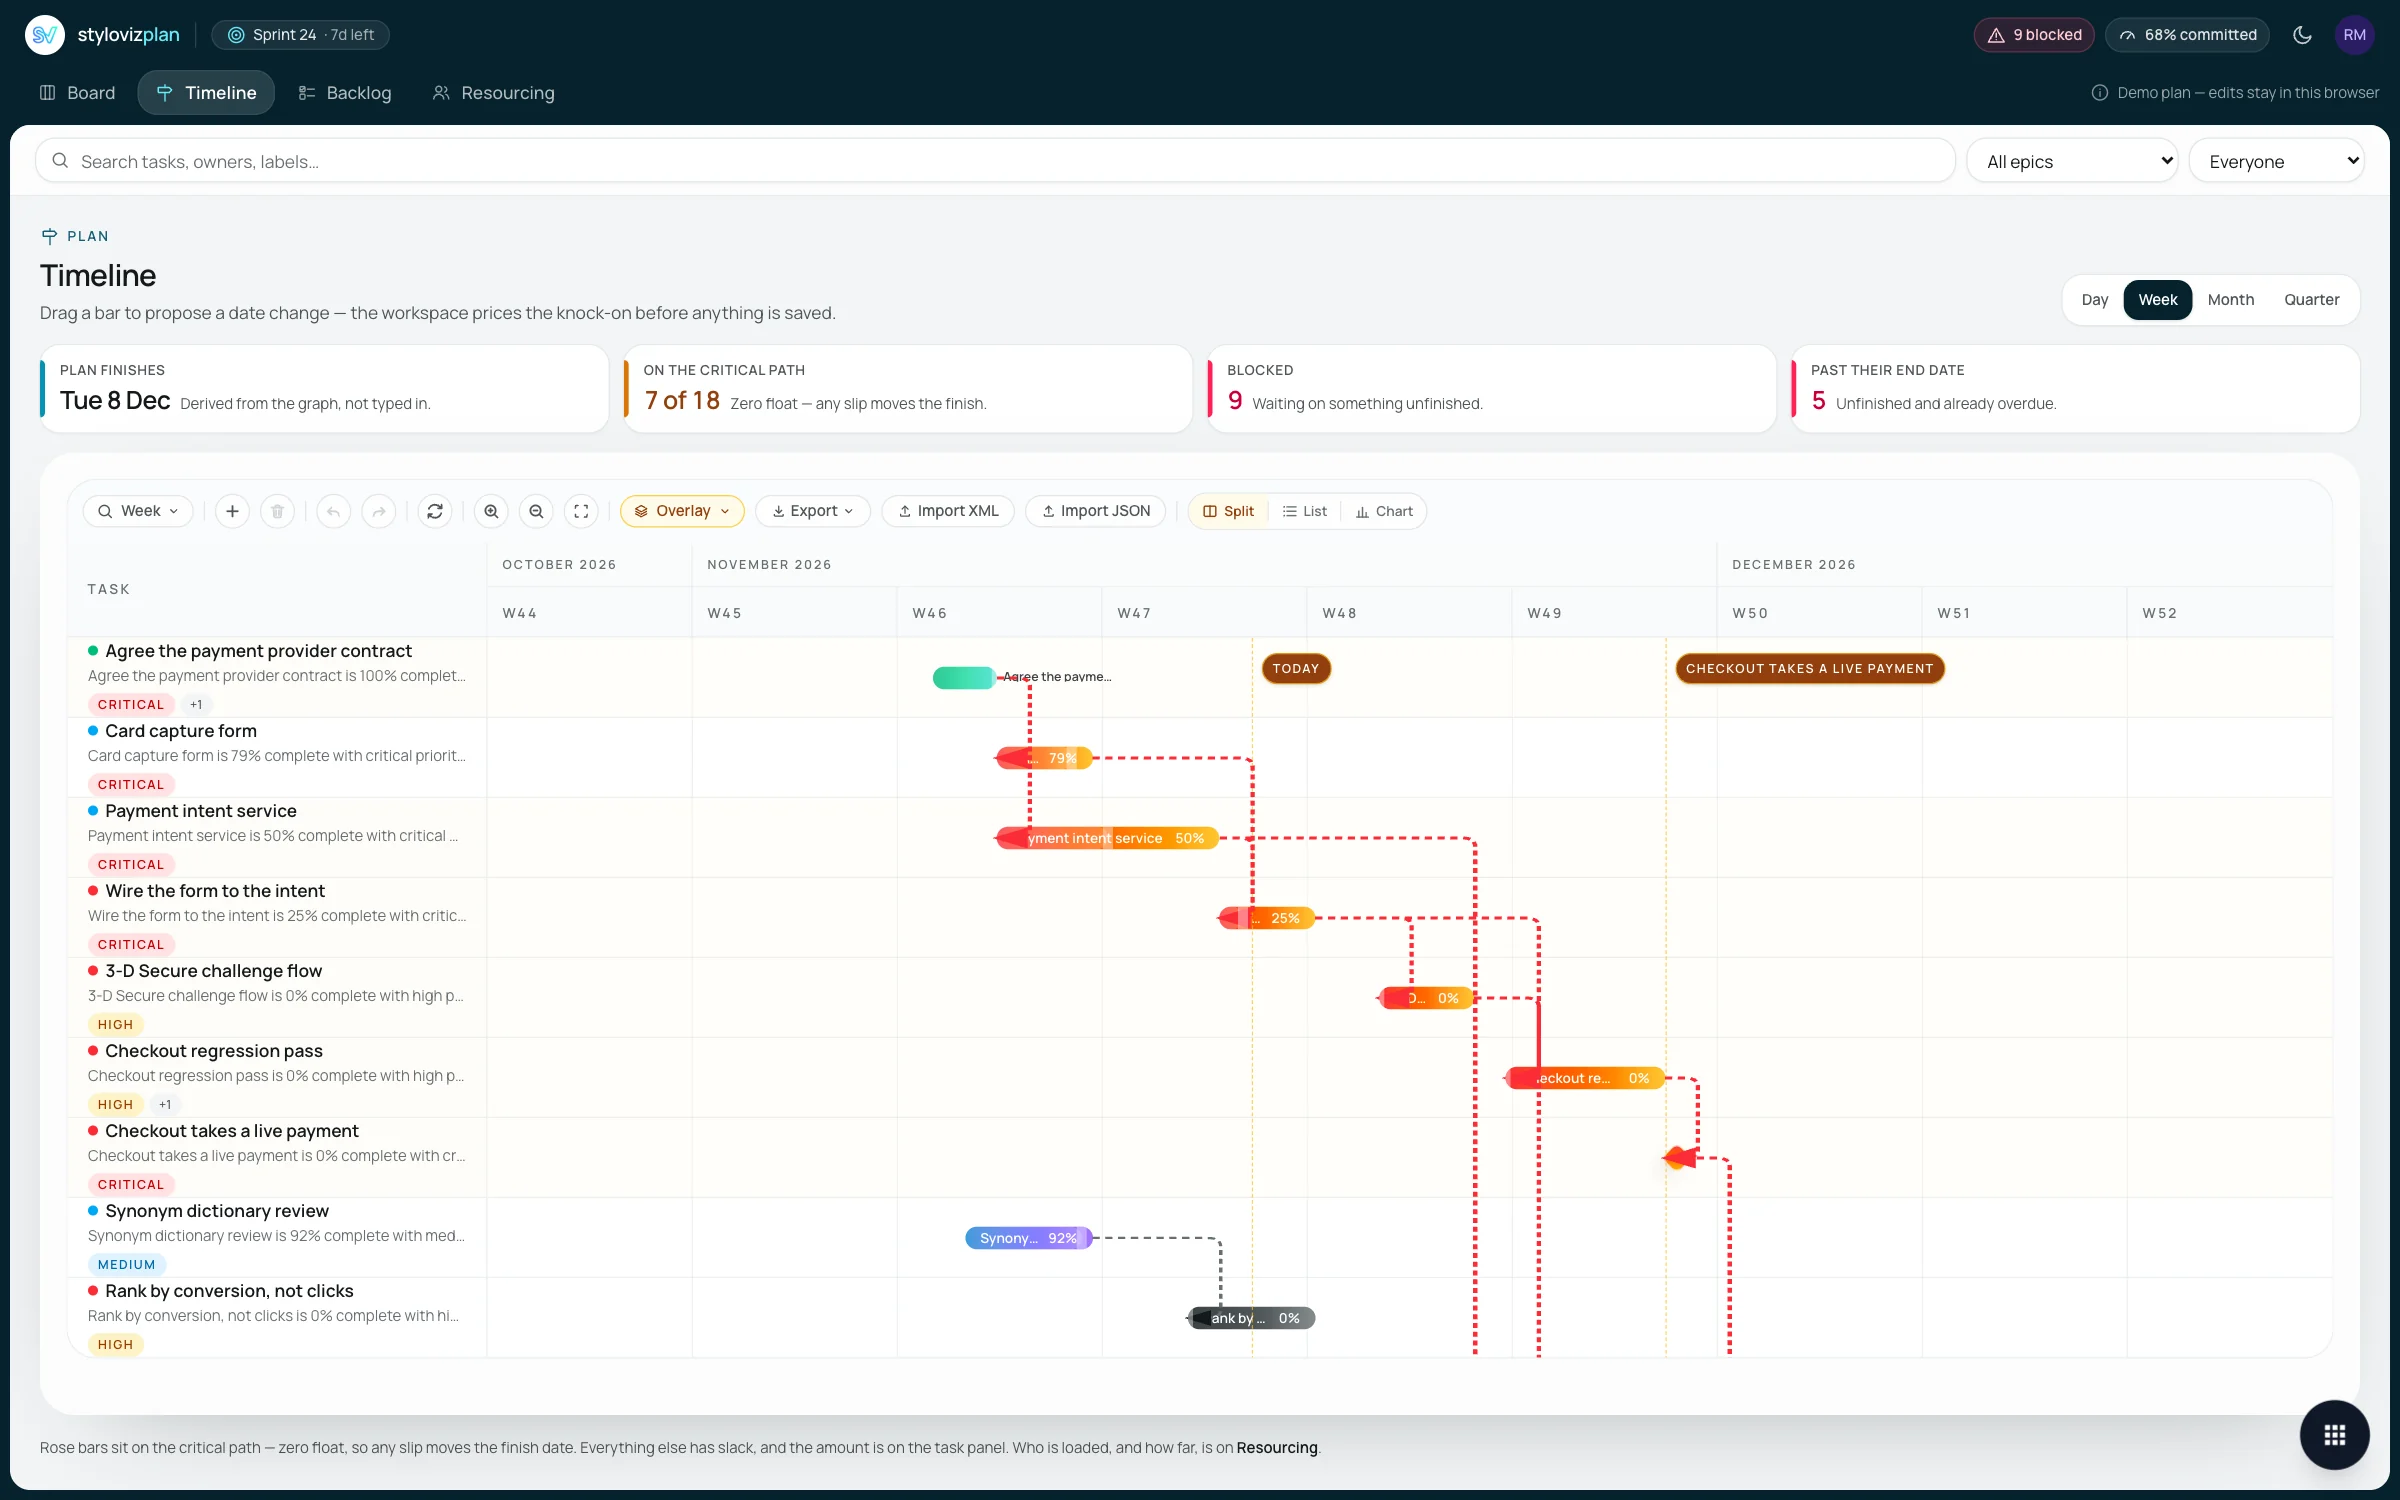 stylovizplan
Sprint 24 · 7d left
9 blocked
68% committed
RM
Board
Timeline
Backlog
Resourcing
Demo plan — edits stay in this browser
Search tasks, owners, labels...
All epics
Everyone
PLAN
Timeline
Drag a bar to propose a date change — the workspace prices the knock-on before anything is saved.
Day
Week
Month
Quarter
PLAN FINISHES
Tue 8 Dec Derived from the graph, not typed in.
ON THE CRITICAL PATH
7 of 18 Zero float — any slip moves the finish.
BLOCKED
9 Waiting on something unfinished.
PAST THEIR END DATE
5 Unfinished and already overdue.
Week
Overlay
Export
Import XML
Import JSON
Split
List
Chart
TASK
OCTOBER 2026
NOVEMBER 2026
DECEMBER 2026
W44
W45
W46
W47
W48
W49
W50
W51
W52
Agree the payment provider contract
Agree the payment provider contract is 100% complet...
CRITICAL +1
Agree the payme...
TODAY
CHECKOUT TAKES A LIVE PAYMENT
Card capture form
Card capture form is 79% complete with critical priorit...
CRITICAL
... 79%
Payment intent service
Payment intent service is 50% complete with critical ...
CRITICAL
yment intent service 50%
Wire the form to the intent
Wire the form to the intent is 25% complete with critic...
CRITICAL
... 25%
3-D Secure challenge flow
3-D Secure challenge flow is 0% complete with high p...
HIGH
D... 0%
Checkout regression pass
Checkout regression pass is 0% complete with high p...
HIGH +1
eckout re... 0%
Checkout takes a live payment
Checkout takes a live payment is 0% complete with cr...
CRITICAL
Synonym dictionary review
Synonym dictionary review is 92% complete with med...
MEDIUM
Synony... 92%
Rank by conversion, not clicks
Rank by conversion, not clicks is 0% complete with hi...
HIGH
ank by ... 0%
Rose bars sit on the critical path — zero float, so any slip moves the finish date. Everything else has slack, and the amount is on the task panel. Who is loaded, and how far, is on Resourcing.